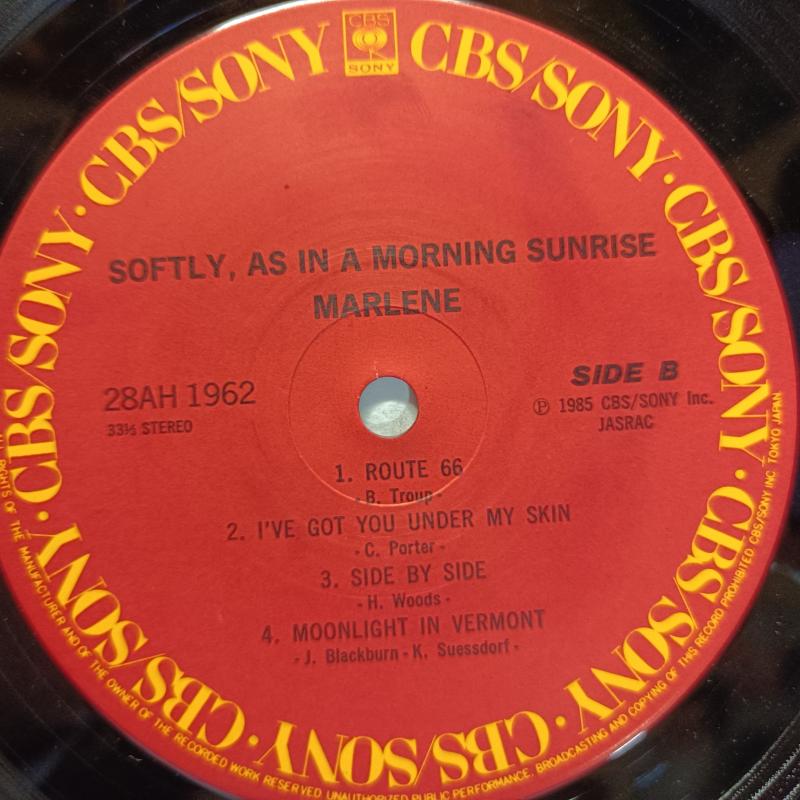 CBS
SONY
CBS/SONY · CBS/SONY · CBS/SONY · CBS/SONY · CBS/SONY · CBS/SONY · CBS/SONY · CBS/SONY · CBS/SONY
SOFTLY, AS IN A MORNING SUNRISE
MARLENE
28AH 1962
33⅓ STEREO
SIDE B
Ⓟ 1985 CBS/SONY Inc.
JASRAC
1. ROUTE 66
- B. Troup -
2. I'VE GOT YOU UNDER MY SKIN
- C. Porter -
3. SIDE BY SIDE
- H. Woods -
4. MOONLIGHT IN VERMONT
- J. Blackburn - K. Suessdorf -
ALL RIGHTS OF THE MANUFACTURER AND OF THE OWNER OF THE RECORDED WORK RESERVED UNAUTHORIZED PUBLIC PERFORMANCE, BROADCASTING AND COPYING OF THIS RECORD PROHIBITED CBS/SONY INC TOKYO JAPAN